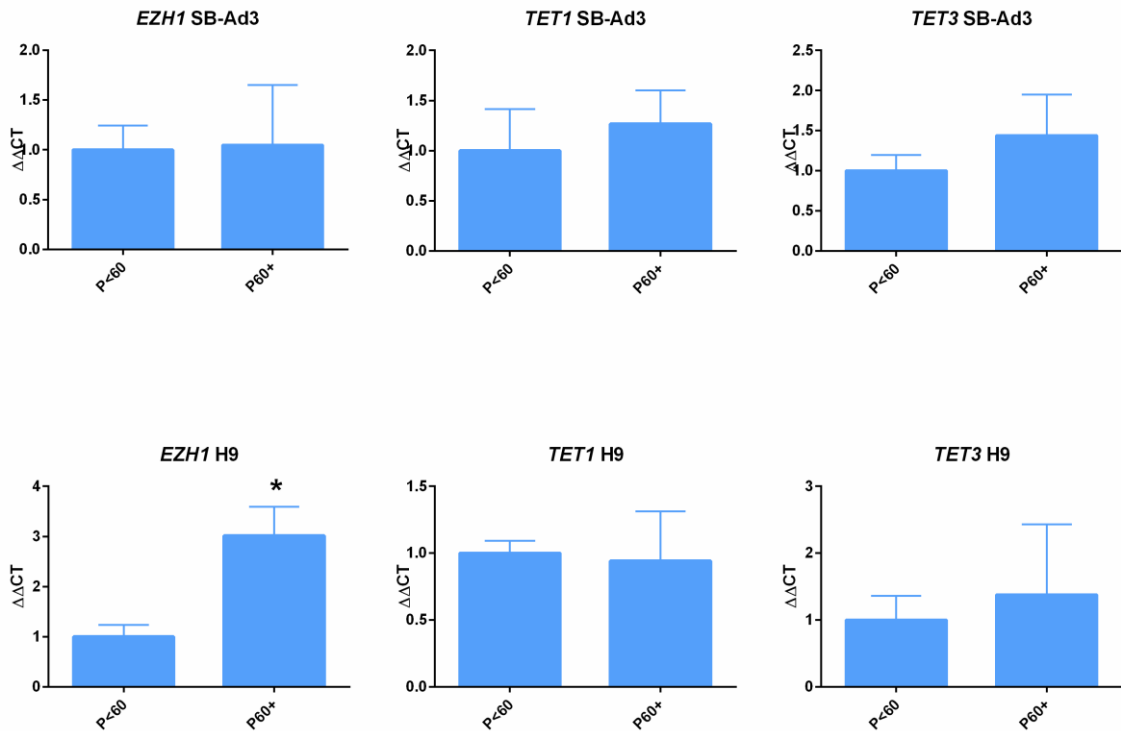 EZH1 SB-Ad3
2.0
1.5
1.0
0.5
0.0
ΔΔCT
P<60
P60+
TET1 SB-Ad3
2.0
1.5
1.0
0.5
0.0
ΔΔCT
P<60
P60+
TET3 SB-Ad3
2.5
2.0
1.5
1.0
0.5
0.0
ΔΔCT
P<60
P60+
EZH1 H9
4
3
2
1
0
ΔΔCT
*
P<60
P60+
TET1 H9
1.5
1.0
0.5
0.0
ΔΔCT
P<60
P60+
TET3 H9
3
2
1
0
ΔΔCT
P<60
P60+